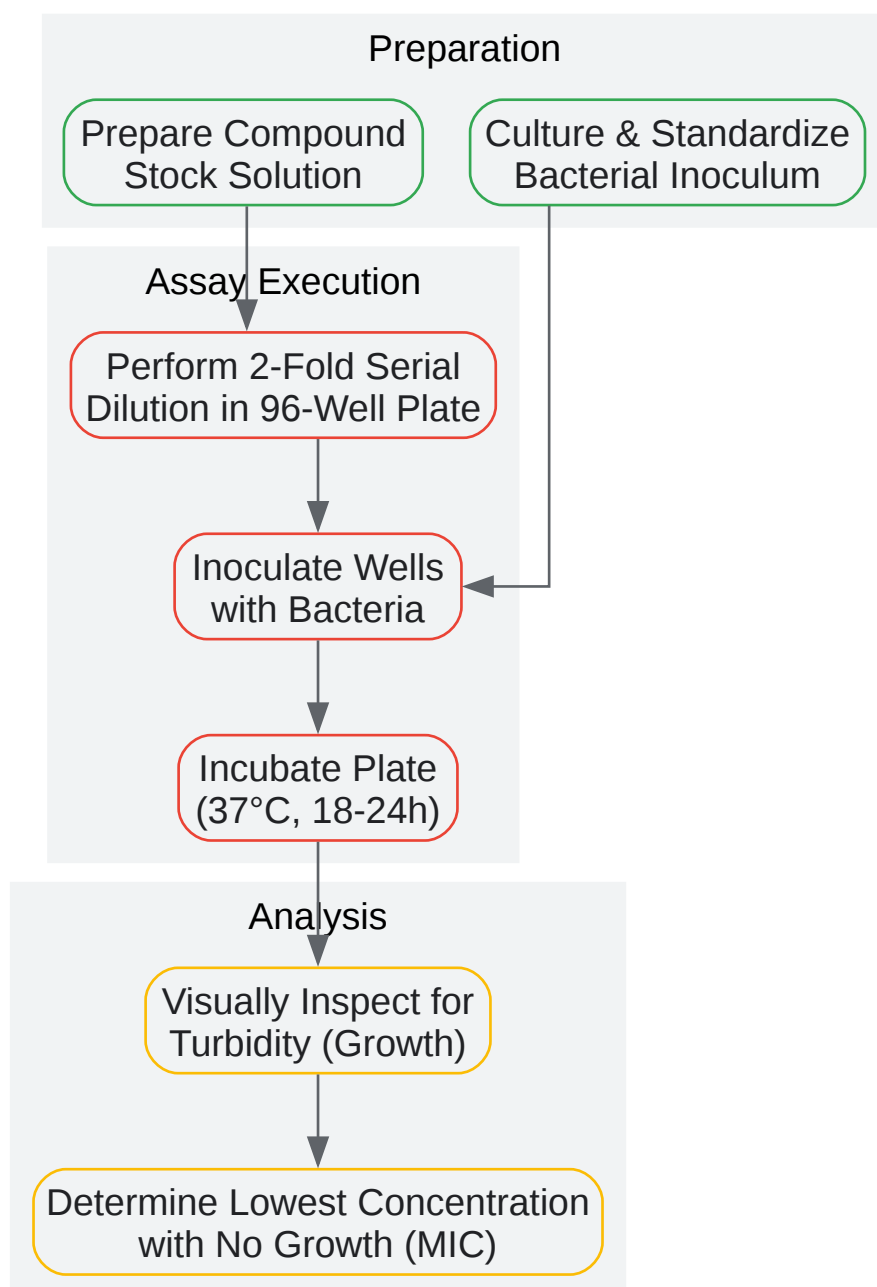 Preparation
Prepare Compound
Stock Solution
Culture & Standardize
Bacterial Inoculum
Assay Execution
Perform 2-Fold Serial
Dilution in 96-Well Plate
Inoculate Wells
with Bacteria
Incubate Plate
(37°C, 18-24h)
Analysis
Visually Inspect for
Turbidity (Growth)
Determine Lowest Concentration
with No Growth (MIC)